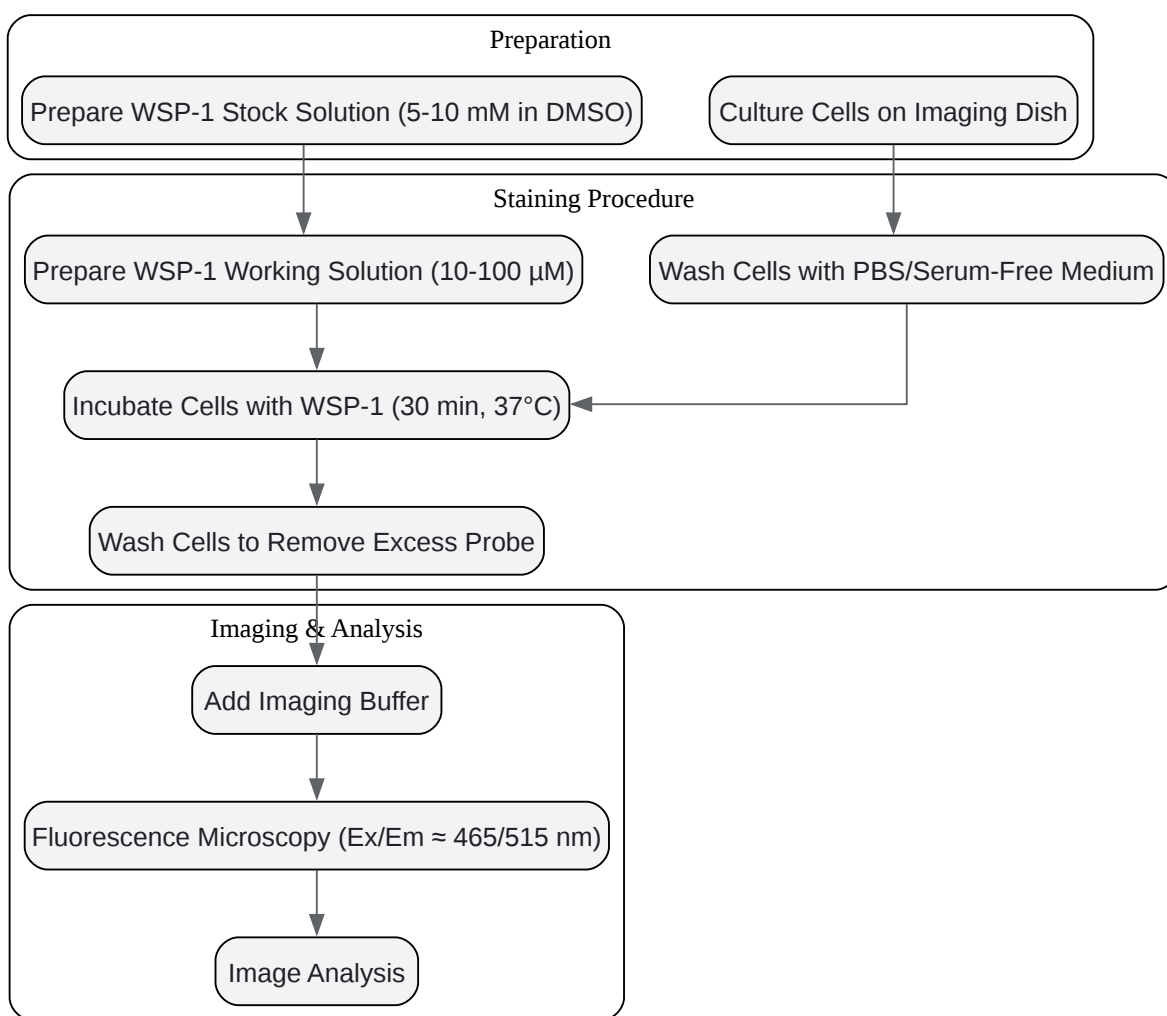 Preparation
Prepare WSP-1 Stock Solution (5-10 mM in DMSO)
Culture Cells on Imaging Dish
Staining Procedure
Prepare WSP-1 Working Solution (10-100 µM)
Wash Cells with PBS/Serum-Free Medium
Incubate Cells with WSP-1 (30 min, 37°C)
Wash Cells to Remove Excess Probe
Imaging & Analysis
Add Imaging Buffer
Fluorescence Microscopy (Ex/Em ≈ 465/515 nm)
Image Analysis